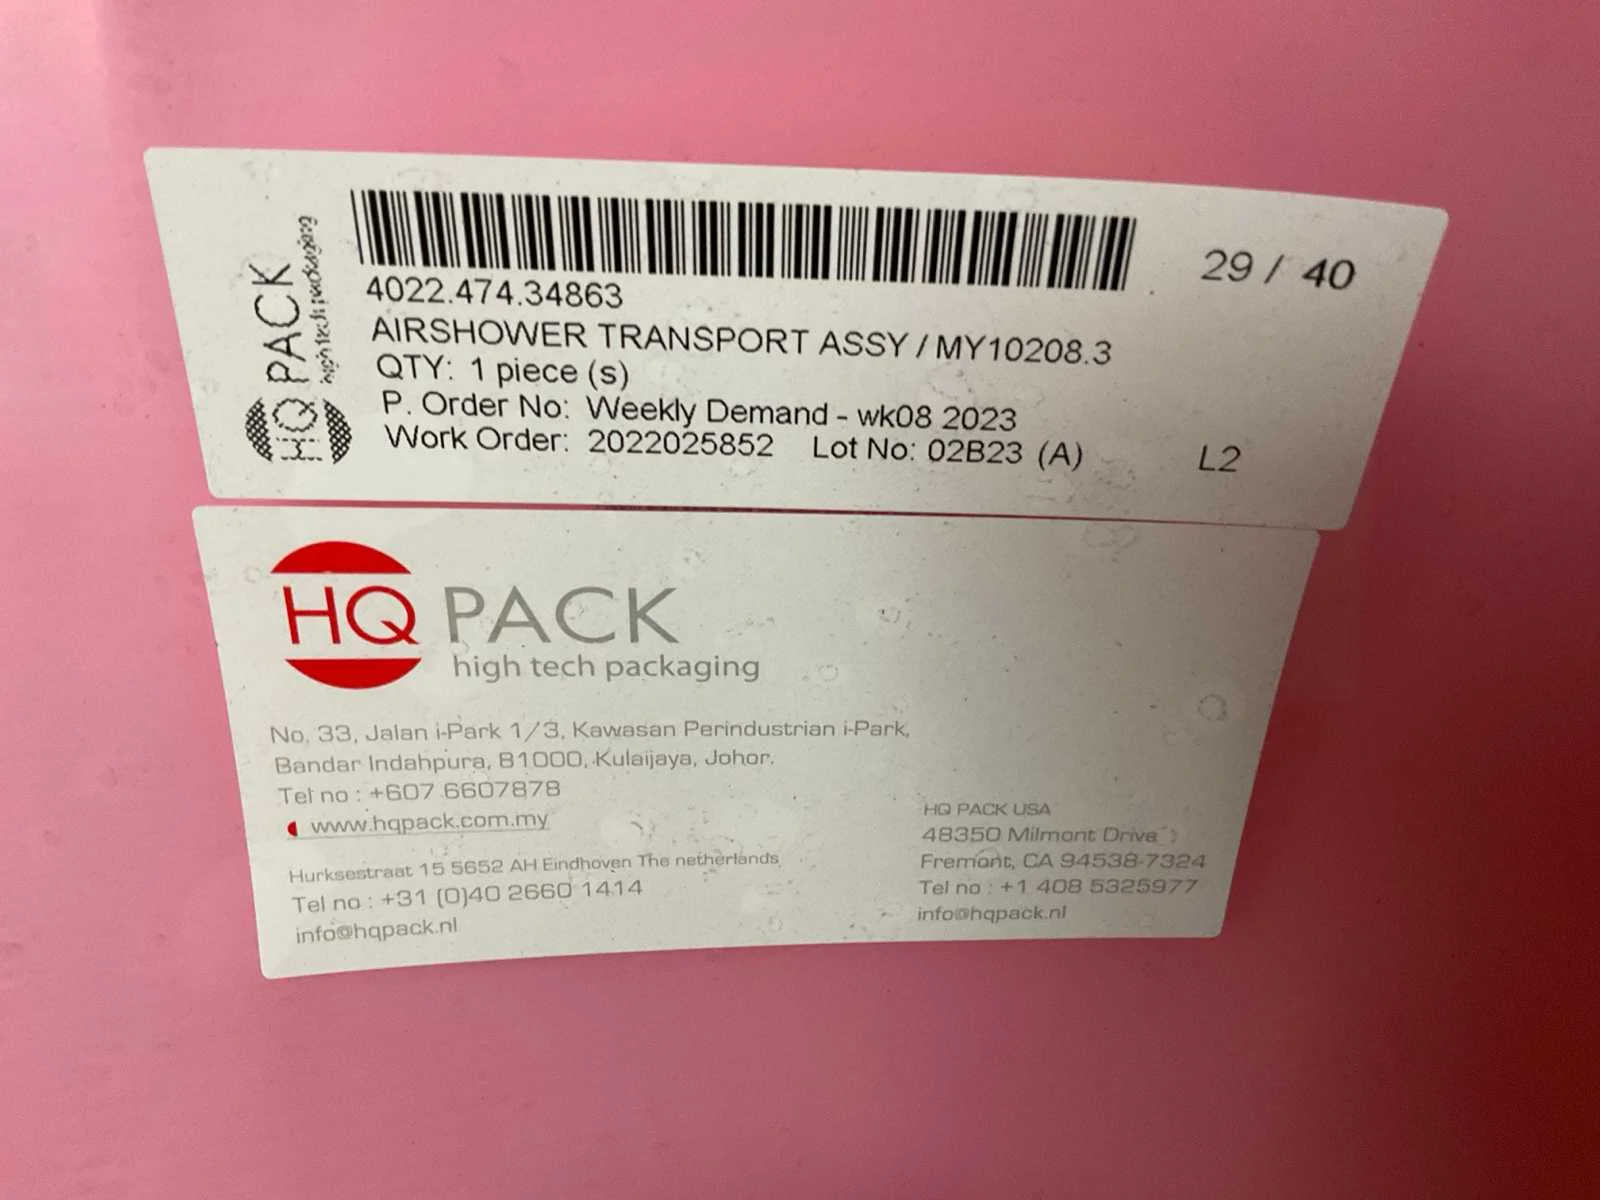 HQ PACK
high tech packaging
29 / 40
4022.474.34863
AIRSHOWER TRANSPORT ASSY / MY10208.3
QTY: 1 piece (s)
P. Order No: Weekly Demand - wk08 2023
Work Order: 2022025852 Lot No: 02B23 (A) L2
HQ PACK
high tech packaging
No. 33, Jalan i-Park 1/3, Kawasan Perindustrian i-Park,
Bandar Indahpura, 81000, Kulaijaya, Johor.
Tel no : +607 6607878
www.hqpack.com.my
Hurksestraat 15 5652 AH Eindhoven The netherlands
Tel no : +31 (0)40 2660 1414
info@hqpack.nl
HQ PACK USA
48350 Milmont Drive
Fremont, CA 94538-7324
Tel no : +1 408 5325977
info@hqpack.nl